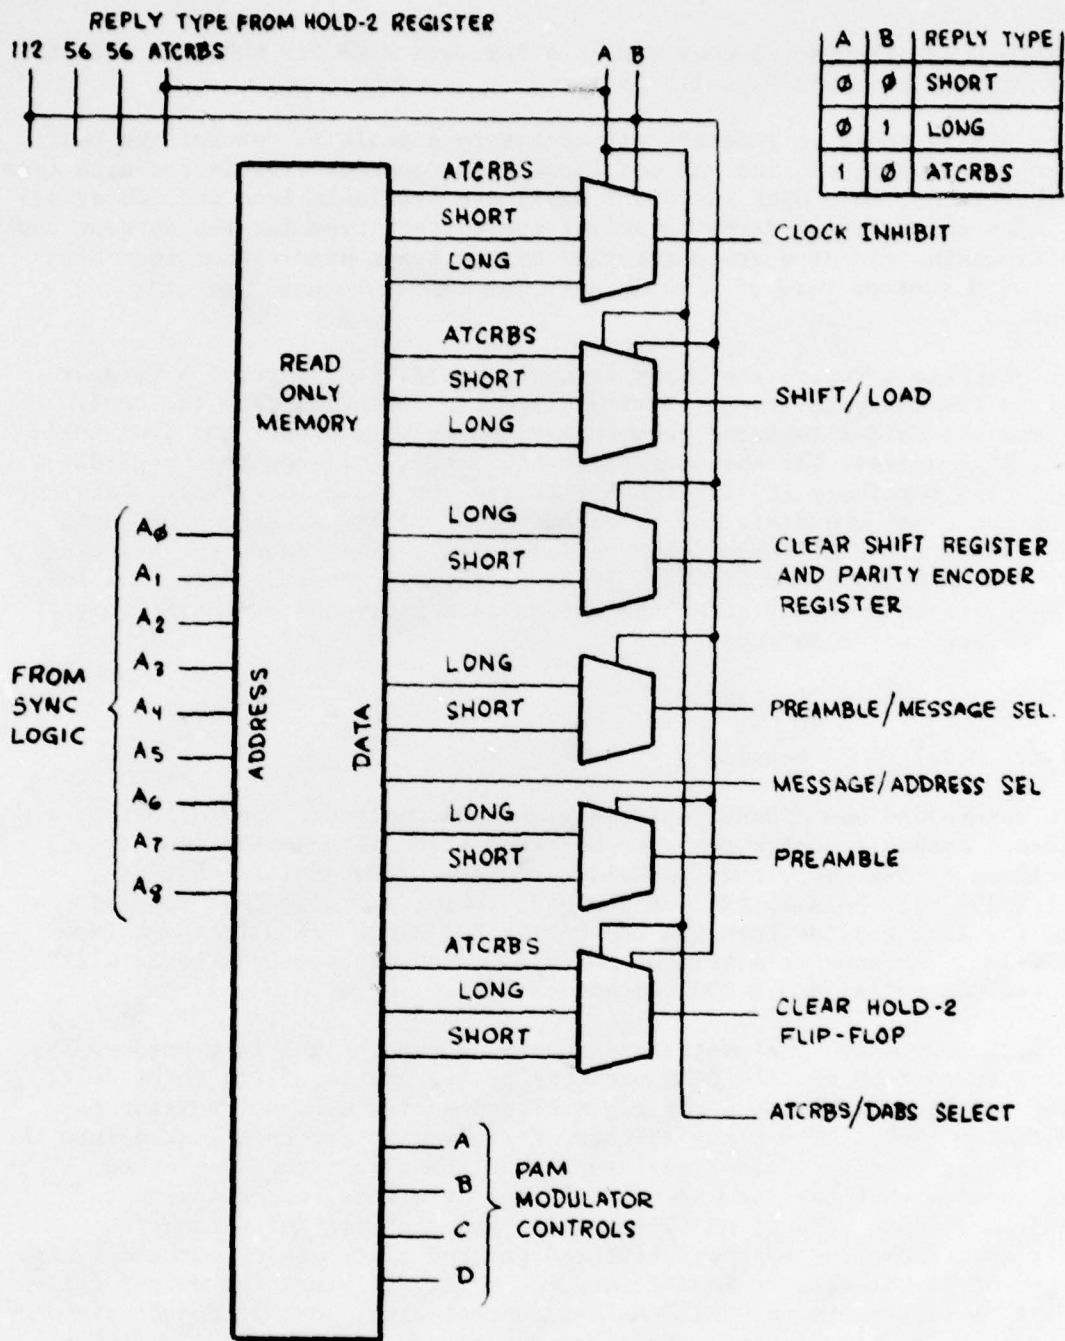 REPLY TYPE FROM HOLD-2 REGISTER
112 56 56 ATCRBS
A B
A B REPLY TYPE
Ø Ø SHORT
Ø 1 LONG
1 Ø ATCRBS
READ
ONLY
MEMORY
ADDRESS
DATA
FROM
SYNC
LOGIC
AØ
A1
A2
A3
A4
A5
A6
A7
A8
ATCRBS
SHORT
LONG
CLOCK INHIBIT
ATCRBS
SHORT
LONG
SHIFT/LOAD
LONG
SHORT
CLEAR SHIFT REGISTER
AND PARITY ENCODER
REGISTER
LONG
SHORT
PREAMBLE/MESSAGE SEL.
MESSAGE/ADDRESS SEL
LONG
SHORT
PREAMBLE
ATCRBS
LONG
SHORT
CLEAR HOLD-2
FLIP-FLOP
ATCRBS/DABS SELECT
A
B
C
D
PAM
MODULATOR
CONTROLS